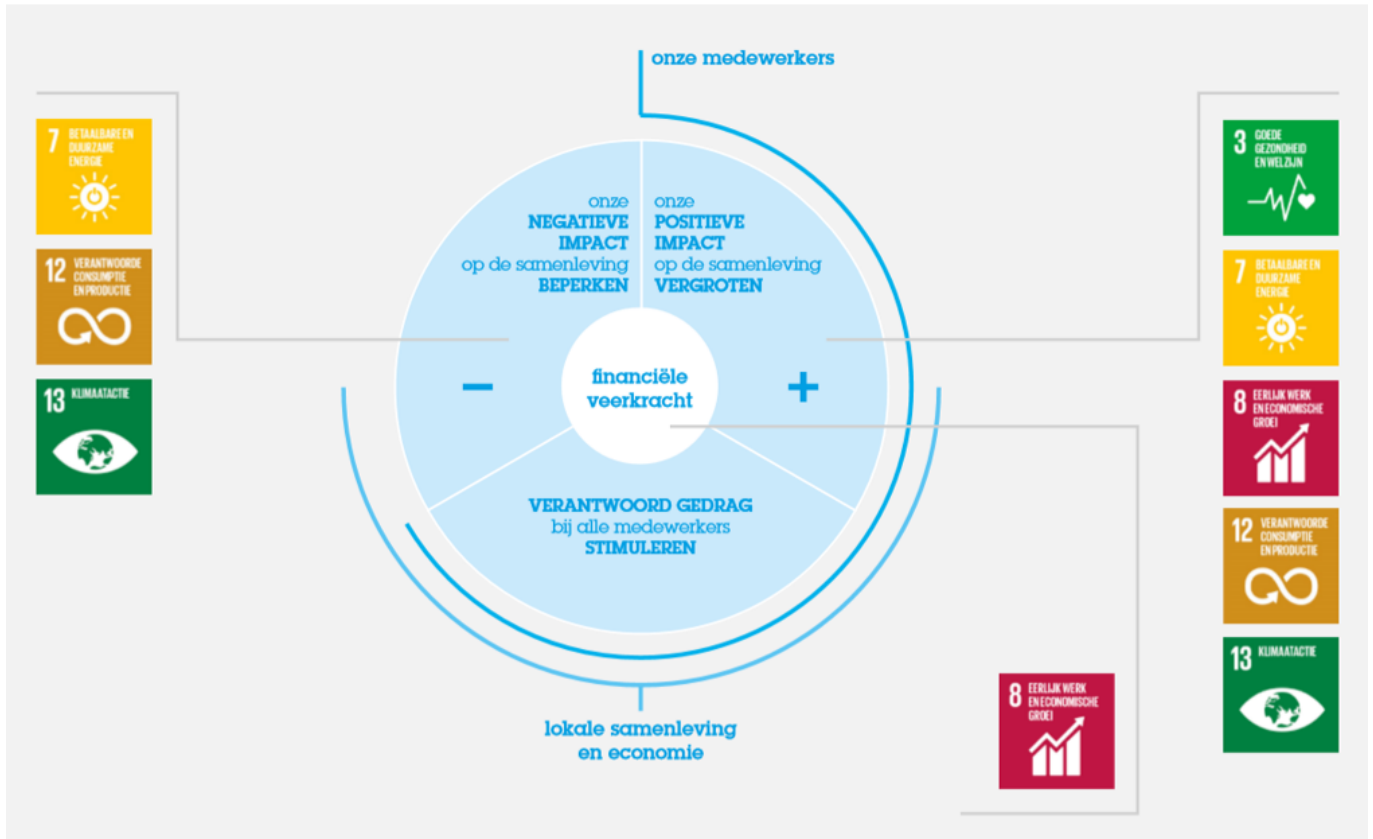 onze medewerkers
7 BETAALBARE EN
DUURZAME
ENERGIE
12 VERANTWOORDE
CONSUMPTIE
EN PRODUCTIE
13 KLIMAATACTIE
onze
NEGATIEVE
IMPACT
op de samenleving
BEPERKEN
onze
POSITIEVE
IMPACT
op de samenleving
VERGROTEN
–
+
financiële
veerkracht
VERANTWOORD GEDRAG
bij alle medewerkers
STIMULEREN
lokale samenleving
en economie
3 GOEDE
GEZONDHEID
EN WELZIJN
7 BETAALBARE EN
DUURZAME
ENERGIE
8 EERLIJK WERK
EN ECONOMISCHE
GROEI
12 VERANTWOORDE
CONSUMPTIE
EN PRODUCTIE
13 KLIMAATACTIE
8 EERLIJK WERK
EN ECONOMISCHE
GROEI